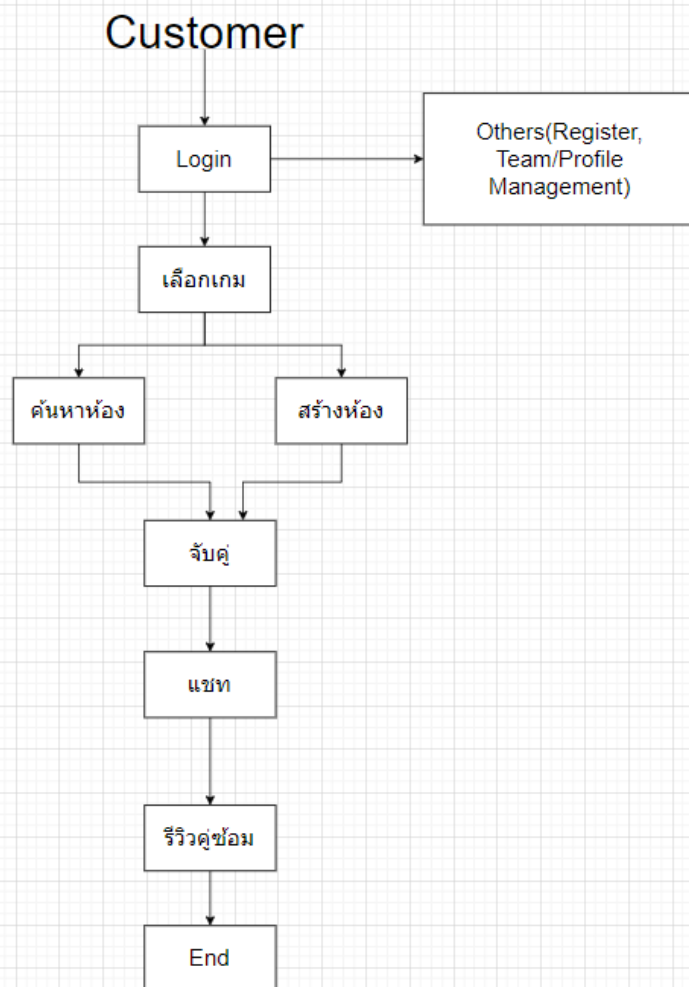 Customer
Login
Others(Register,
Team/Profile
Management)
เลือกเกม
ค้นหาห้อง
สร้างห้อง
จับคู่
แชท
รีวิวคู่ซ้อม
End